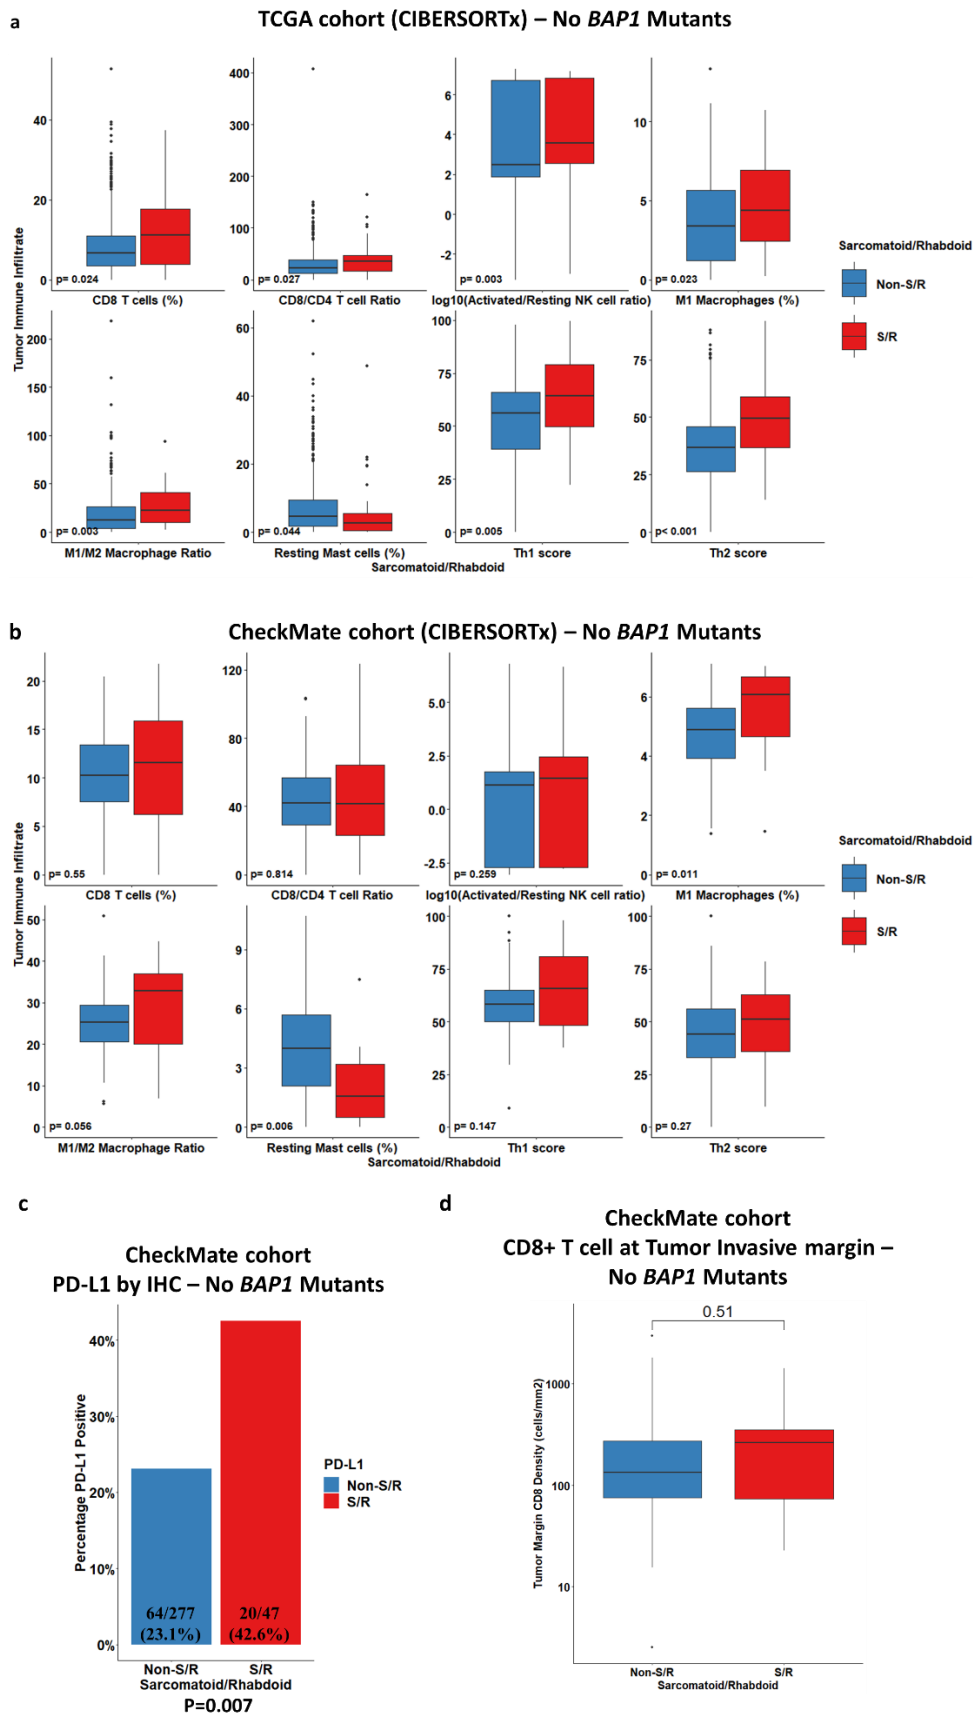 a
TCGA cohort (CIBERSORTx) – No BAP1 Mutants
Tumor Immune Infiltrate
40
20
0
p= 0.024
CD8 T cells (%)
400
300
200
100
0
p= 0.027
CD8/CD4 T cell Ratio
6
4
2
0
-2
p= 0.003
log10(Activated/Resting NK cell ratio)
10
5
0
p= 0.023
M1 Macrophages (%)
Sarcomatoid/Rhabdoid
Non-S/R
S/R
200
150
100
50
0
p= 0.003
M1/M2 Macrophage Ratio
60
40
20
0
p= 0.044
Resting Mast cells (%)
100
75
50
25
0
p= 0.005
Th1 score
75
50
25
0
p< 0.001
Th2 score
Sarcomatoid/Rhabdoid
b
CheckMate cohort (CIBERSORTx) – No BAP1 Mutants
Tumor Immune Infiltrate
20
15
10
5
0
p= 0.55
CD8 T cells (%)
120
80
40
0
p= 0.814
CD8/CD4 T cell Ratio
5.0
2.5
0.0
-2.5
p= 0.259
log10(Activated/Resting NK cell ratio)
6
4
2
0
p= 0.011
M1 Macrophages (%)
Sarcomatoid/Rhabdoid
Non-S/R
S/R
50
40
30
20
10
0
p= 0.056
M1/M2 Macrophage Ratio
9
6
3
0
p= 0.006
Resting Mast cells (%)
100
75
50
25
0
p= 0.147
Th1 score
100
75
50
25
0
p= 0.27
Th2 score
Sarcomatoid/Rhabdoid
c
CheckMate cohort
PD-L1 by IHC – No BAP1 Mutants
Percentage PD-L1 Positive
40%
30%
20%
10%
0%
64/277
(23.1%)
20/47
(42.6%)
Non-S/R
S/R
Sarcomatoid/Rhabdoid
P=0.007
PD-L1
Non-S/R
S/R
d
CheckMate cohort
CD8+ T cell at Tumor Invasive margin –
No BAP1 Mutants
0.51
Tumor Margin CD8 Density (cells/mm2)
1000
100
10
Non-S/R
S/R
Sarcomatoid/Rhabdoid